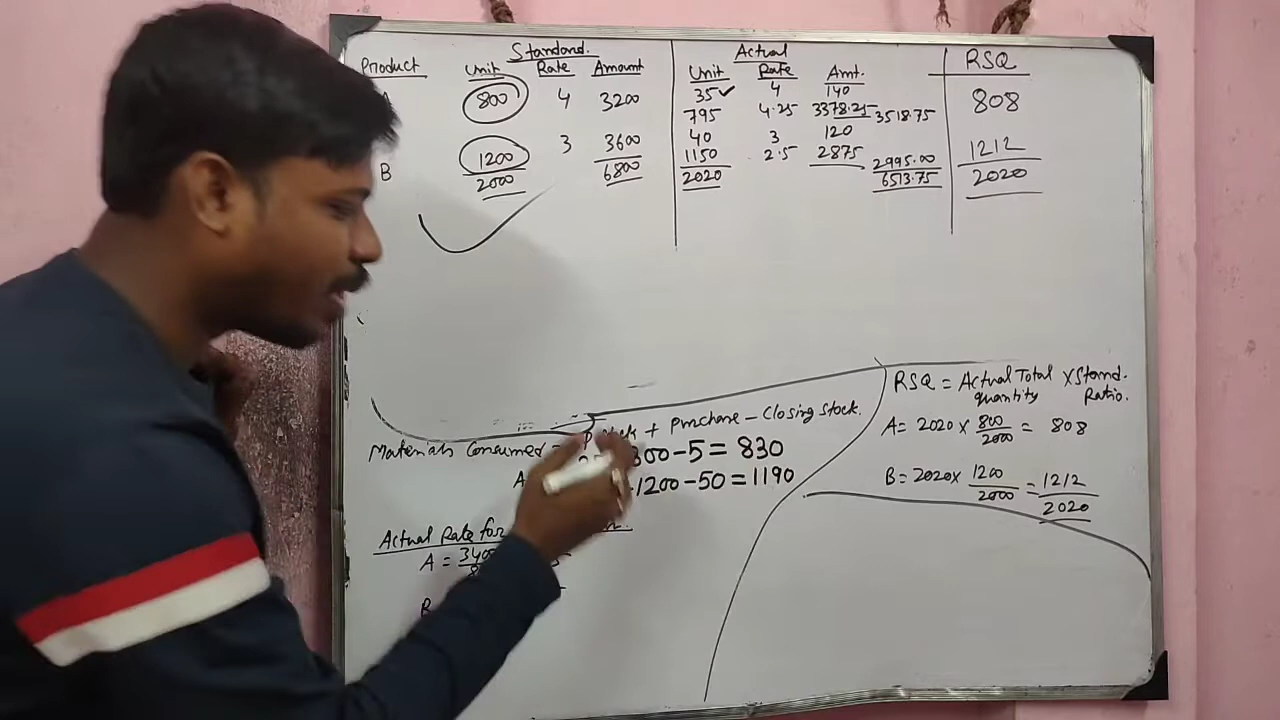 Standard. Actual RSQ
Product Unit Rate Amount Unit Rate Amt.
800 4 3200 35 4 140 808
795 4.25 3378.25 3518.75
B 1200 3 3600 40 3 120 1212
1150 2.5 2875 2995.00
2000 6800 2020 6513.75 2020
Materials Consumed = + Purchase - Closing Stock.
A 800-5 = 830
1200-50 = 1190
Actual Rate for
A = 3400
B
RSQ = Actual Total Quantity × Stand. Ratio.
A = 2020 × 800/2000 = 808
B = 2020 × 1200/2000 = 1212
2020